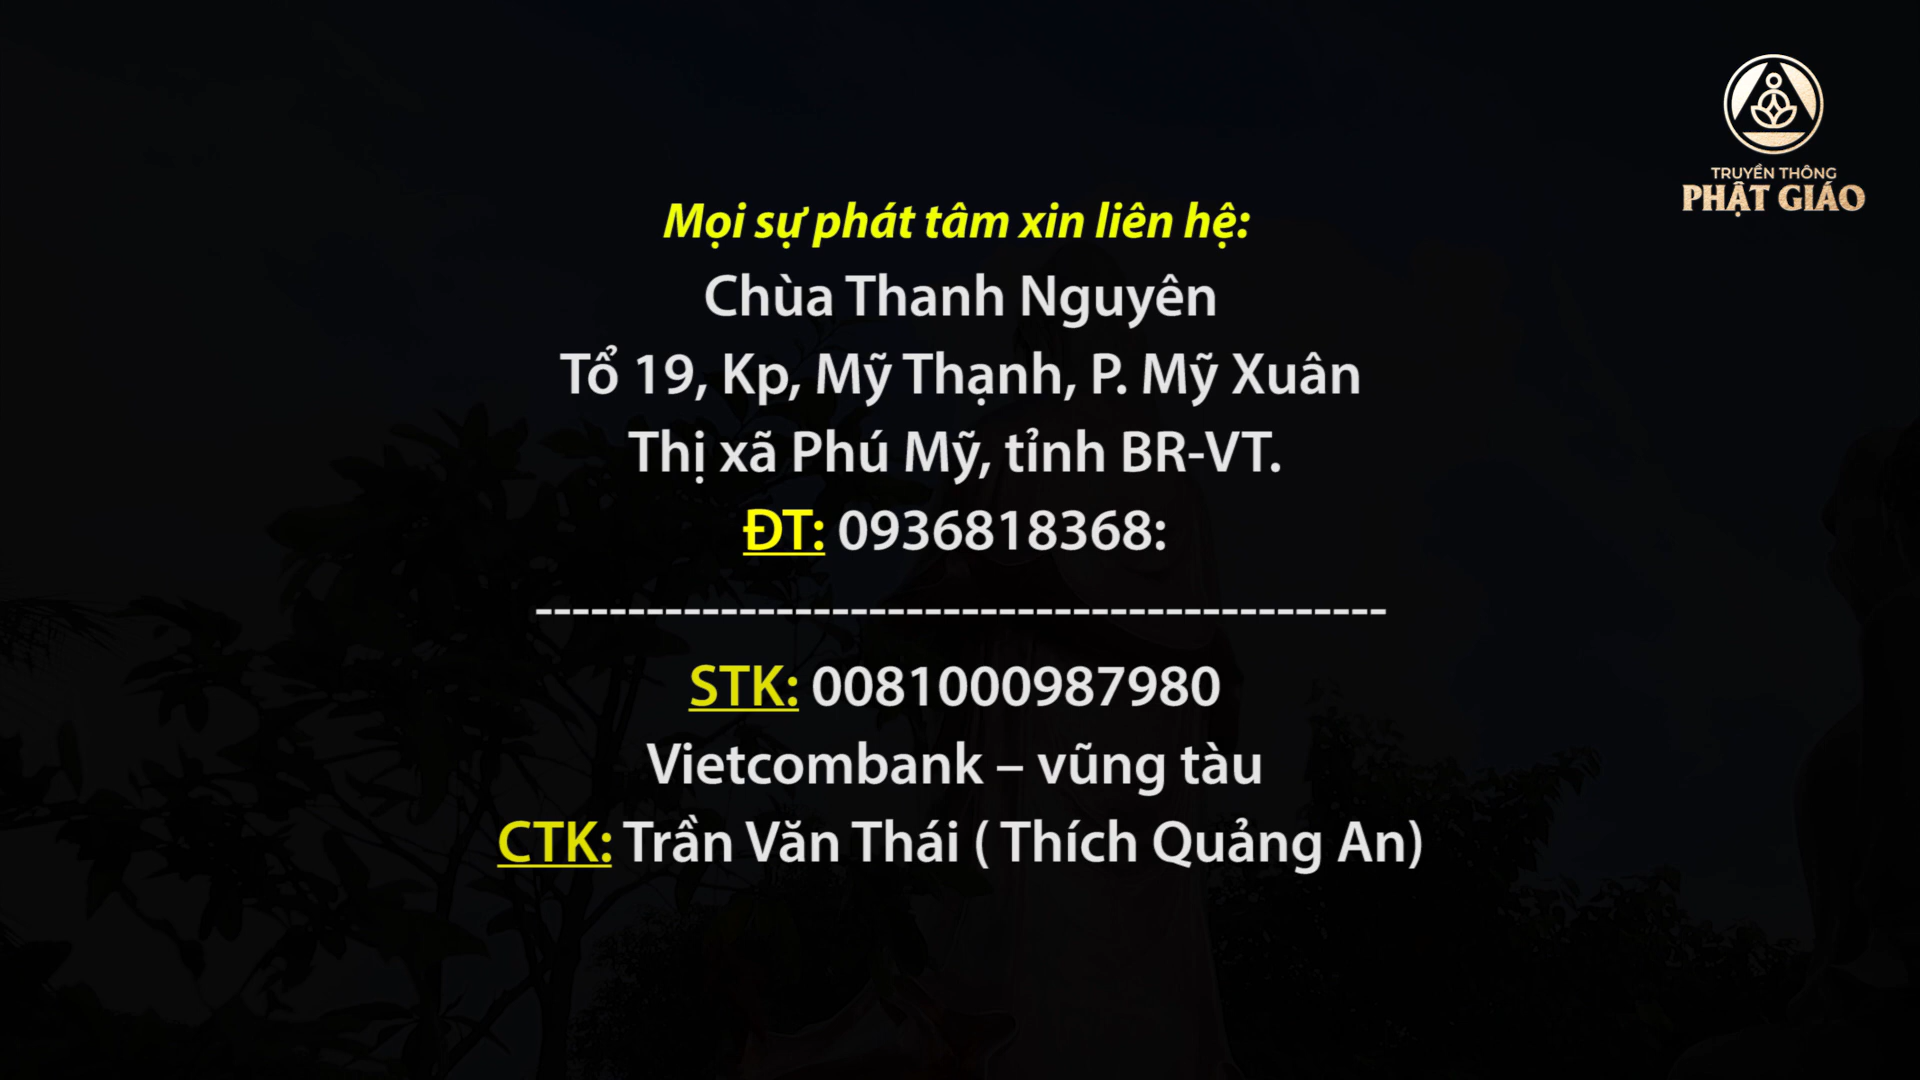 TRUYỀN THÔNG
PHẬT GIÁO
Mọi sự phát tâm xin liên hệ:
Chùa Thanh Nguyên
Tổ 19, Kp, Mỹ Thạnh, P. Mỹ Xuân
Thị xã Phú Mỹ, tỉnh BR-VT.
ĐT: 0936818368:
-----------------------------------------------
STK: 0081000987980
Vietcombank – vũng tàu
CTK: Trần Văn Thái ( Thích Quảng An)